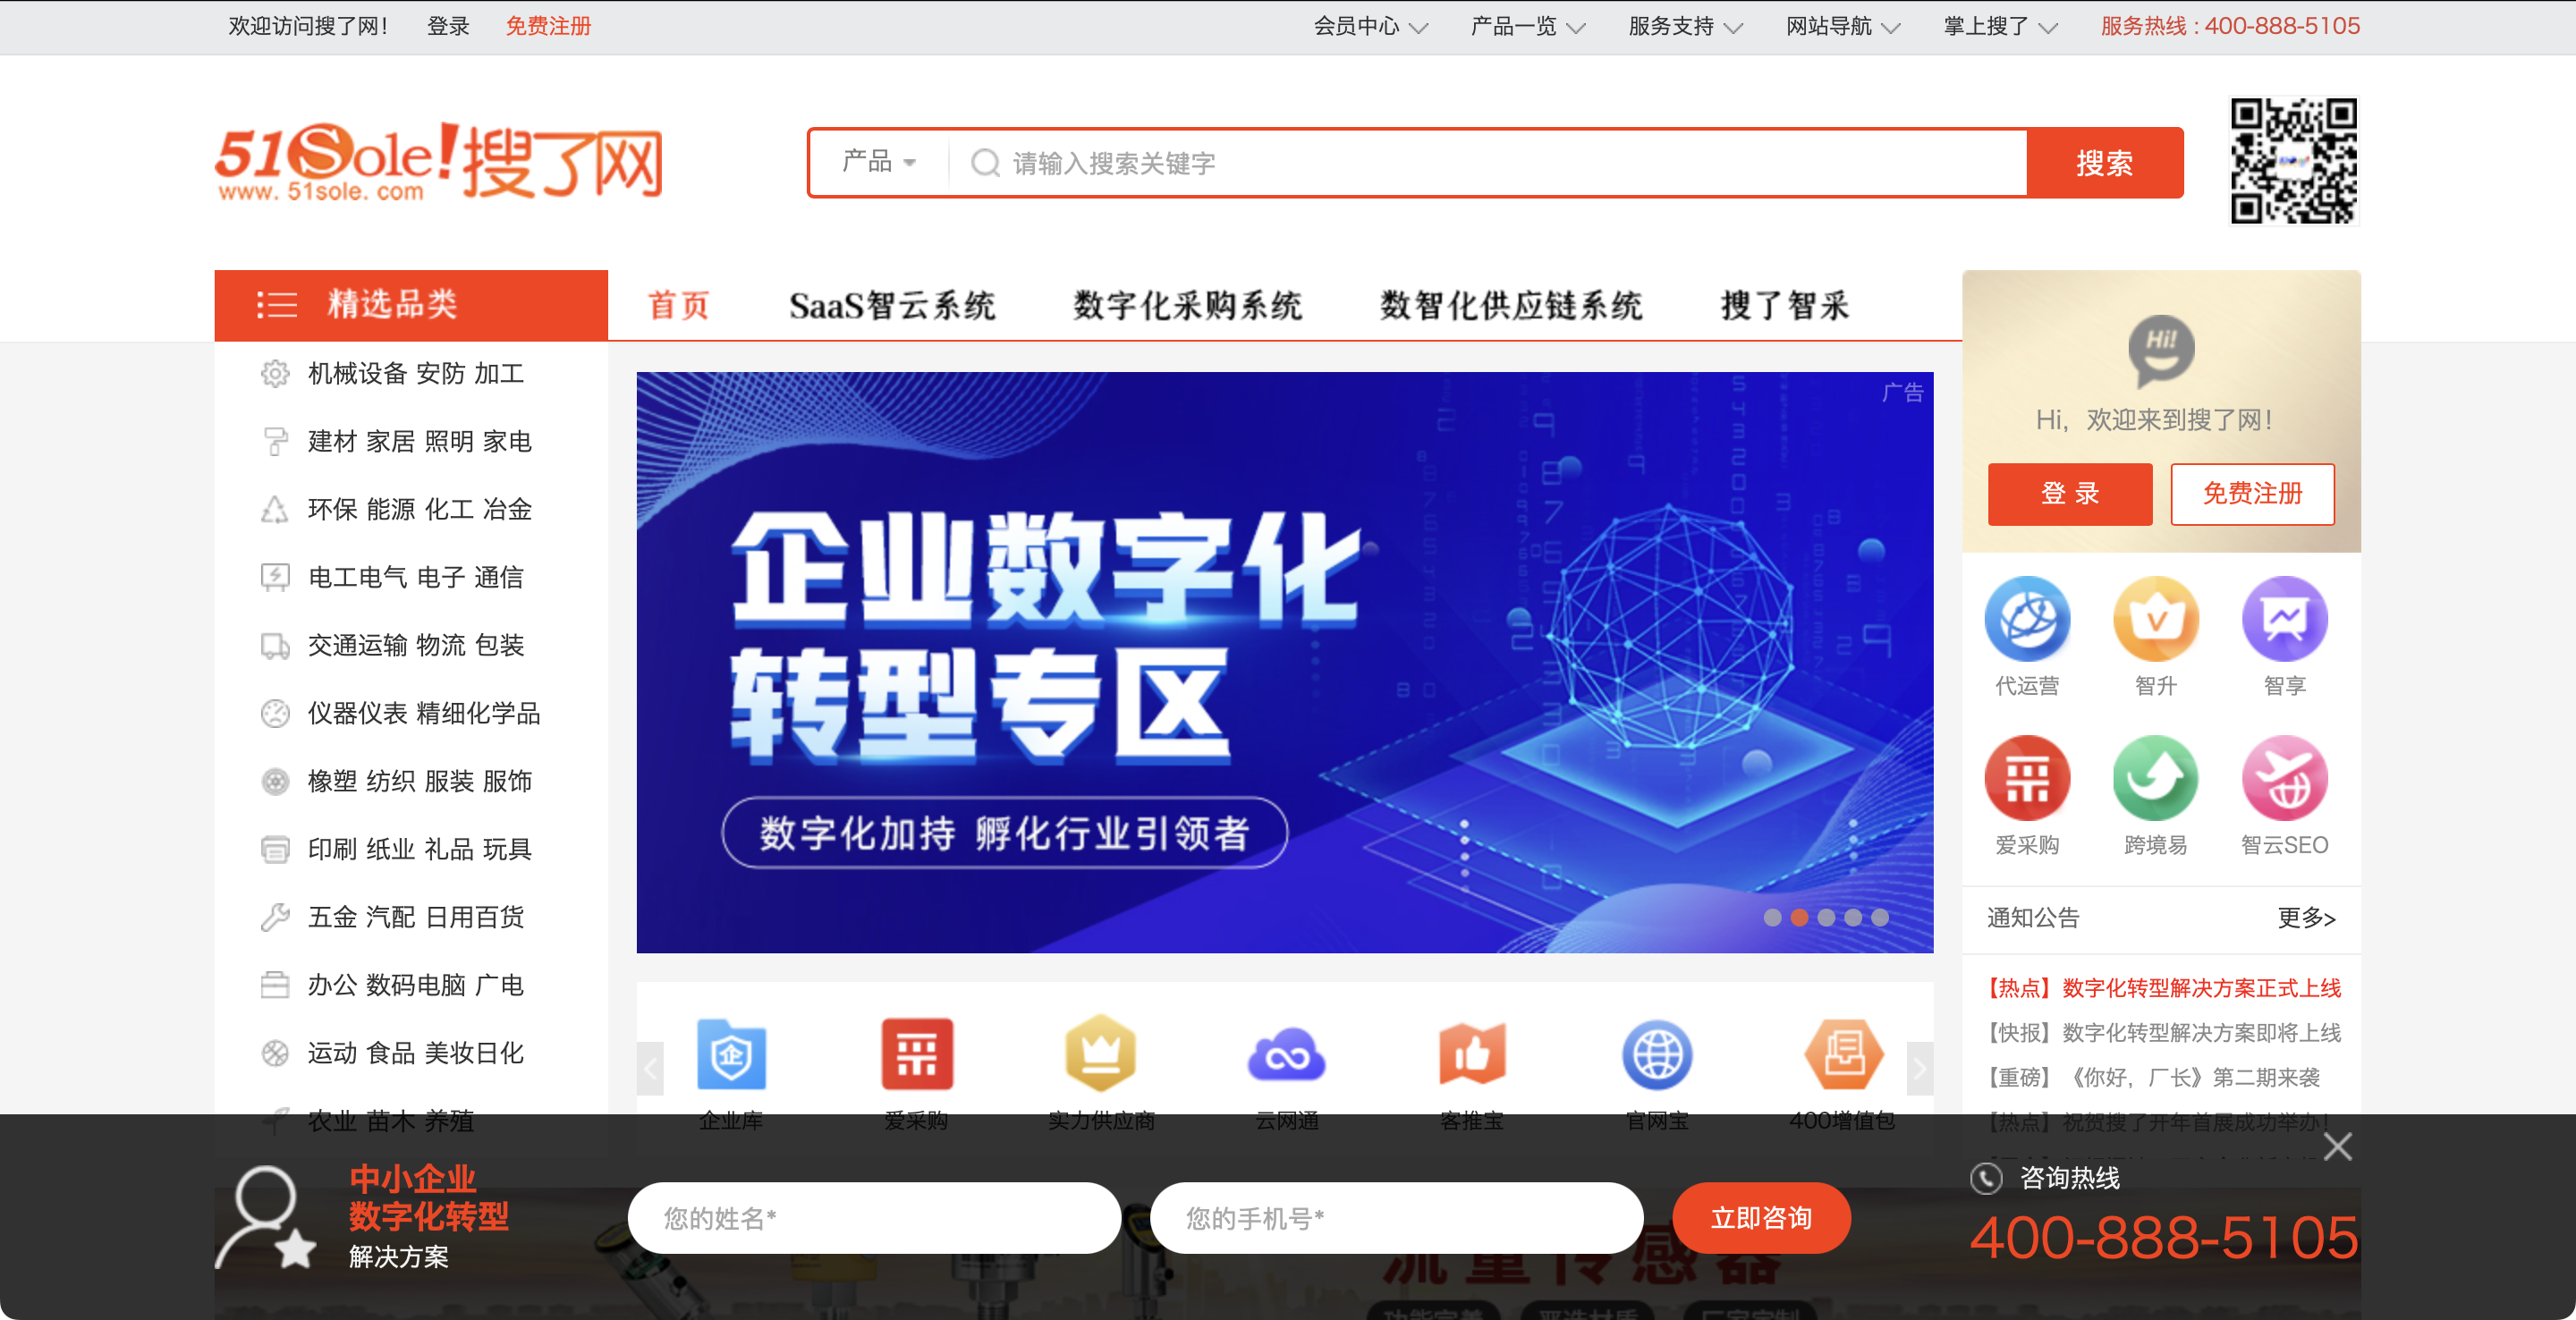 欢迎访问搜了网！ 登录 免费注册 会员中心 产品一览 服务支持 网站导航 掌上搜了 服务热线：400-888-5105
51Sole!搜了网
www.51sole.com
产品 请输入搜索关键字 搜索
精选品类 首页 SaaS智云系统 数字化采购系统 数智化供应链系统 搜了智采
机械设备 安防 加工
建材 家居 照明 家电
环保 能源 化工 冶金
电工电气 电子 通信
交通运输 物流 包装
仪器仪表 精细化学品
橡塑 纺织 服装 服饰
印刷 纸业 礼品 玩具
五金 汽配 日用百货
办公 数码电脑 广电
运动 食品 美妆日化
农业 苗木 养殖
广告
企业数字化
转型专区
数字化加持 孵化行业引领者
Hi!
Hi，欢迎来到搜了网！
登 录 免费注册
代运营 智升 智享
爱采购 跨境易 智云SEO
通知公告 更多>
【热点】数字化转型解决方案正式上线
【快报】数字化转型解决方案即将上线
【重磅】《你好，厂长》第二期来袭
【热点】祝贺搜了开年首展成功举办！
企业库 爱采购 实力供应商 云网通 客推宝 官网宝 400增值包
中小企业
数字化转型
解决方案
您的姓名* 您的手机号* 立即咨询
咨询热线
400-888-5105
流量传感器